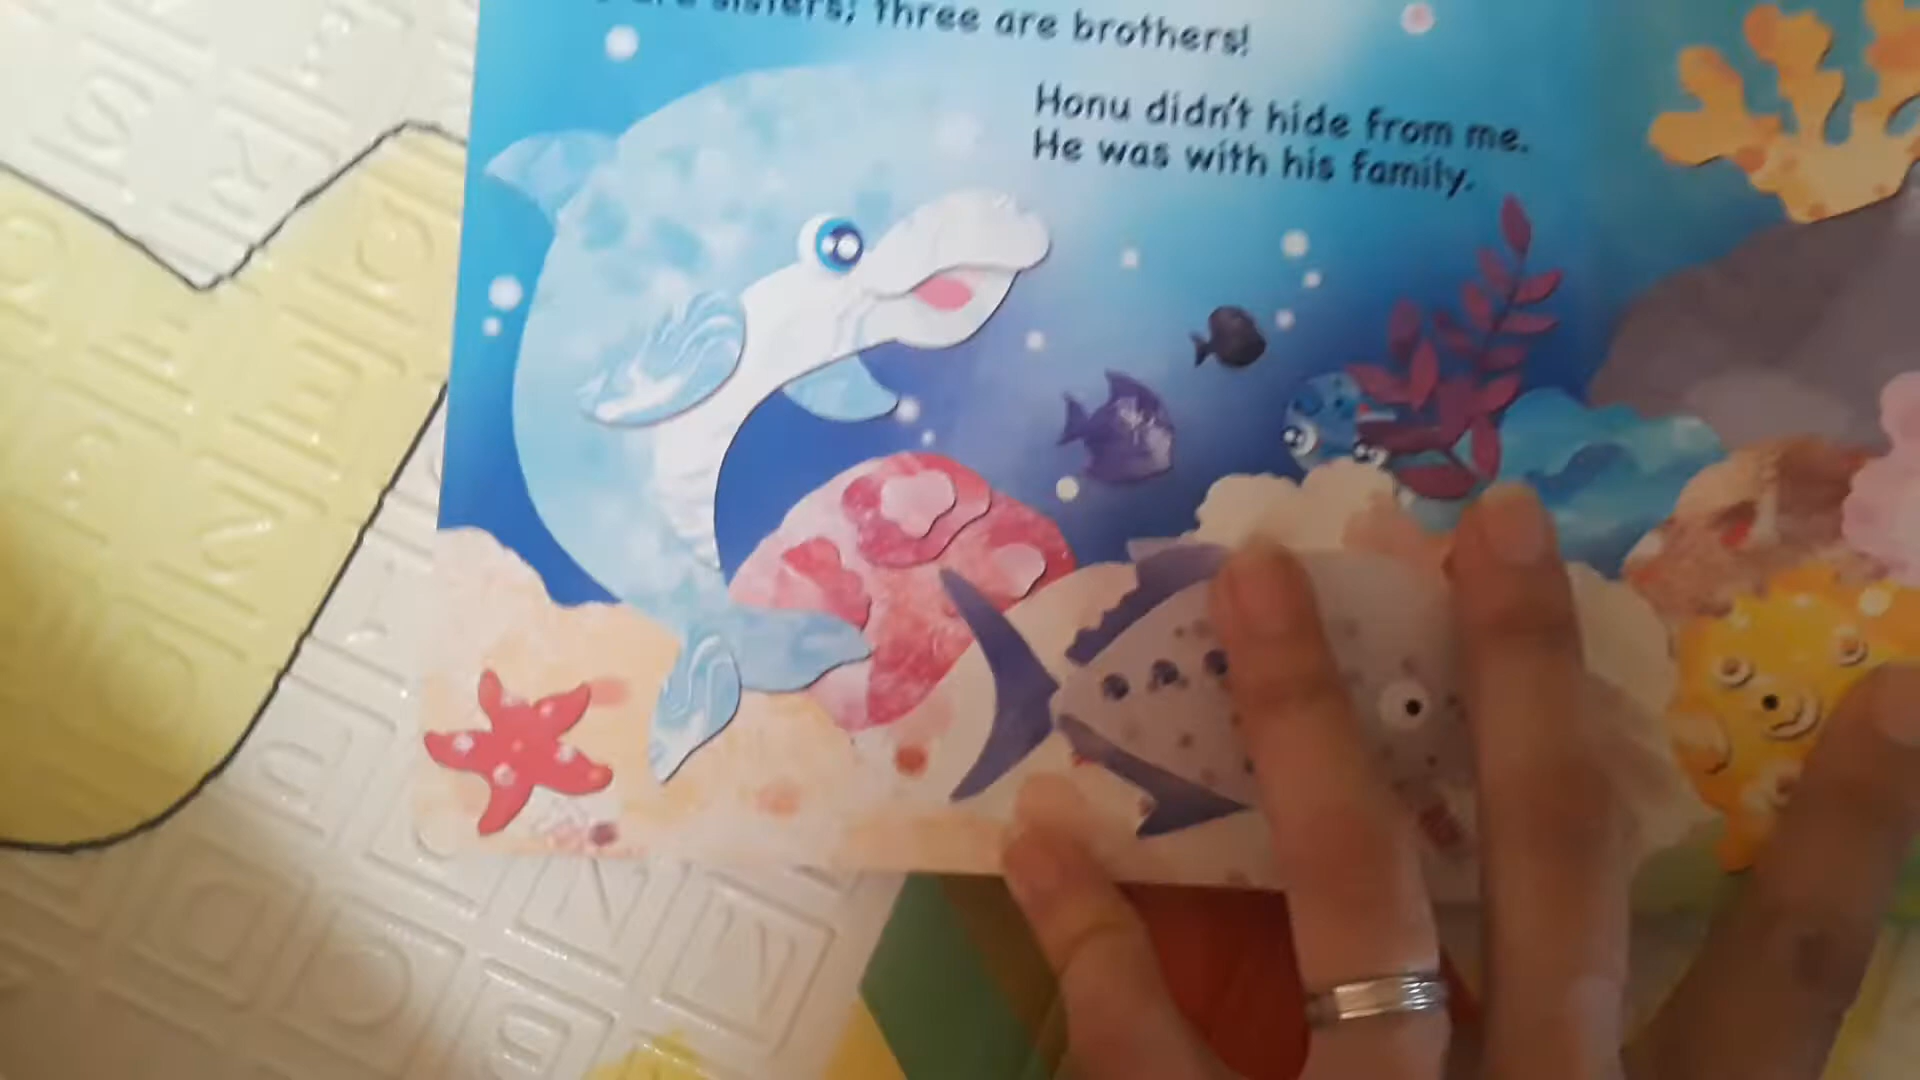 are sisters; three are brothers!
Honu didn't hide from me.
He was with his family.